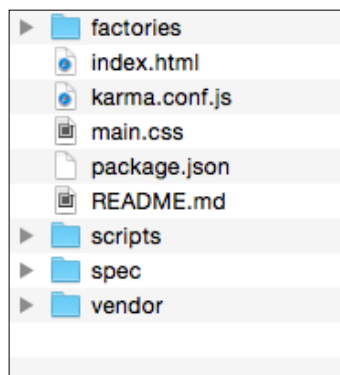 factories
index.html
karma.conf.js
main.css
package.json
README.md
scripts
spec
vendor